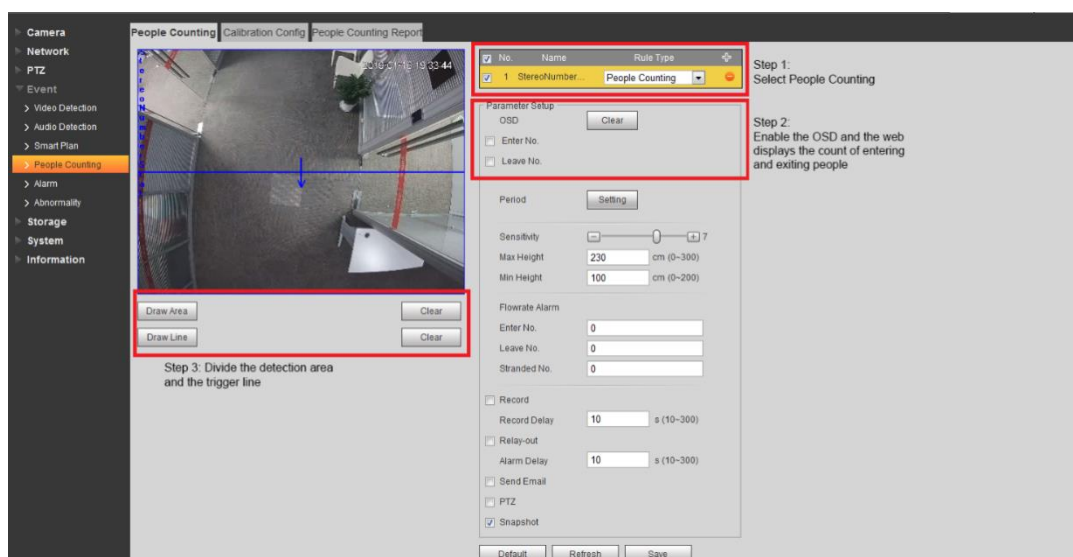 Camera
Network
PTZ
Event
Video Detection
Audio Detection
Smart Plan
People Counting
Alarm
Abnormality
Storage
System
Information
People Counting Calibration Config People Counting Report
19:33:44
StereoNumber
Draw Area Clear
Draw Line Clear
Step 3: Divide the detection area
and the trigger line
No. Name Rule Type
1 StereoNumber... People Counting
Parameter Setup
OSD Clear
Enter No.
Leave No.
Period Setting
Sensitivity 7
Max Height 230 cm (0~300)
Min Height 100 cm (0~200)
Flowrate Alarm
Enter No. 0
Leave No. 0
Stranded No. 0
Record
Record Delay 10 s (10~300)
Relay-out
Alarm Delay 10 s (10~300)
Send Email
PTZ
Snapshot
Default Refresh Save
Step 1:
Select People Counting
Step 2:
Enable the OSD and the web
displays the count of entering
and exiting people